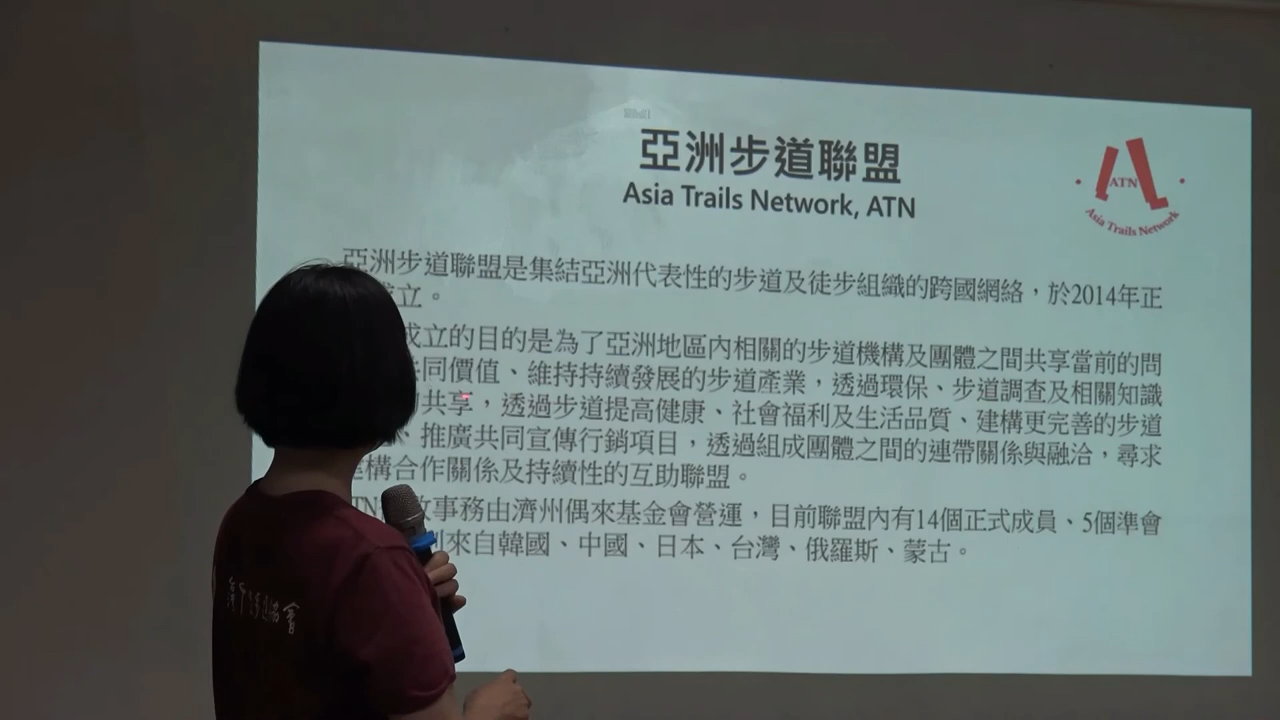 亞洲步道聯盟
Asia Trails Network, ATN
ATN
Asia Trails Network
亞洲步道聯盟是集結亞洲代表性的步道及徒步組織的跨國網絡，於2014年正
成立。
成立的目的是為了亞洲地區內相關的步道機構及團體之間共享當前的問
共同價值、維持持續發展的步道產業，透過環保、步道調查及相關知識
的共享，透過步道提高健康、社會福利及生活品質、建構更完善的步道
、推廣共同宣傳行銷項目，透過組成團體之間的連帶關係與融洽，尋求
建構合作關係及持續性的互助聯盟。
事務由濟州偶來基金會營運，目前聯盟內有14個正式成員、5個準會
來自韓國、中國、日本、台灣、俄羅斯、蒙古。